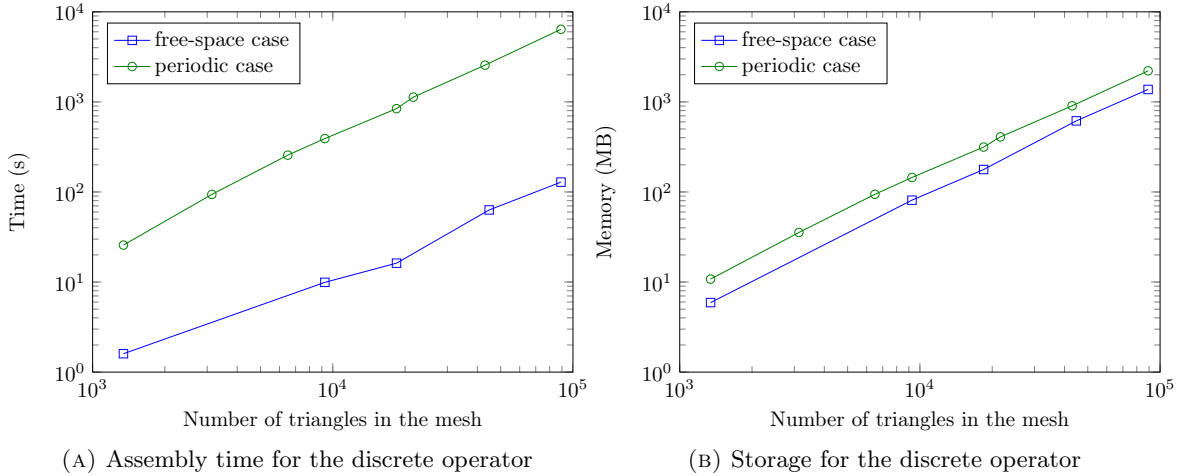 10^4
10^3
10^2
10^1
10^0
Time (s)
free-space case
periodic case
10^3
10^4
10^5
Number of triangles in the mesh
(A) Assembly time for the discrete operator
10^4
10^3
10^2
10^1
10^0
Memory (MB)
free-space case
periodic case
10^3
10^4
10^5
Number of triangles in the mesh
(B) Storage for the discrete operator